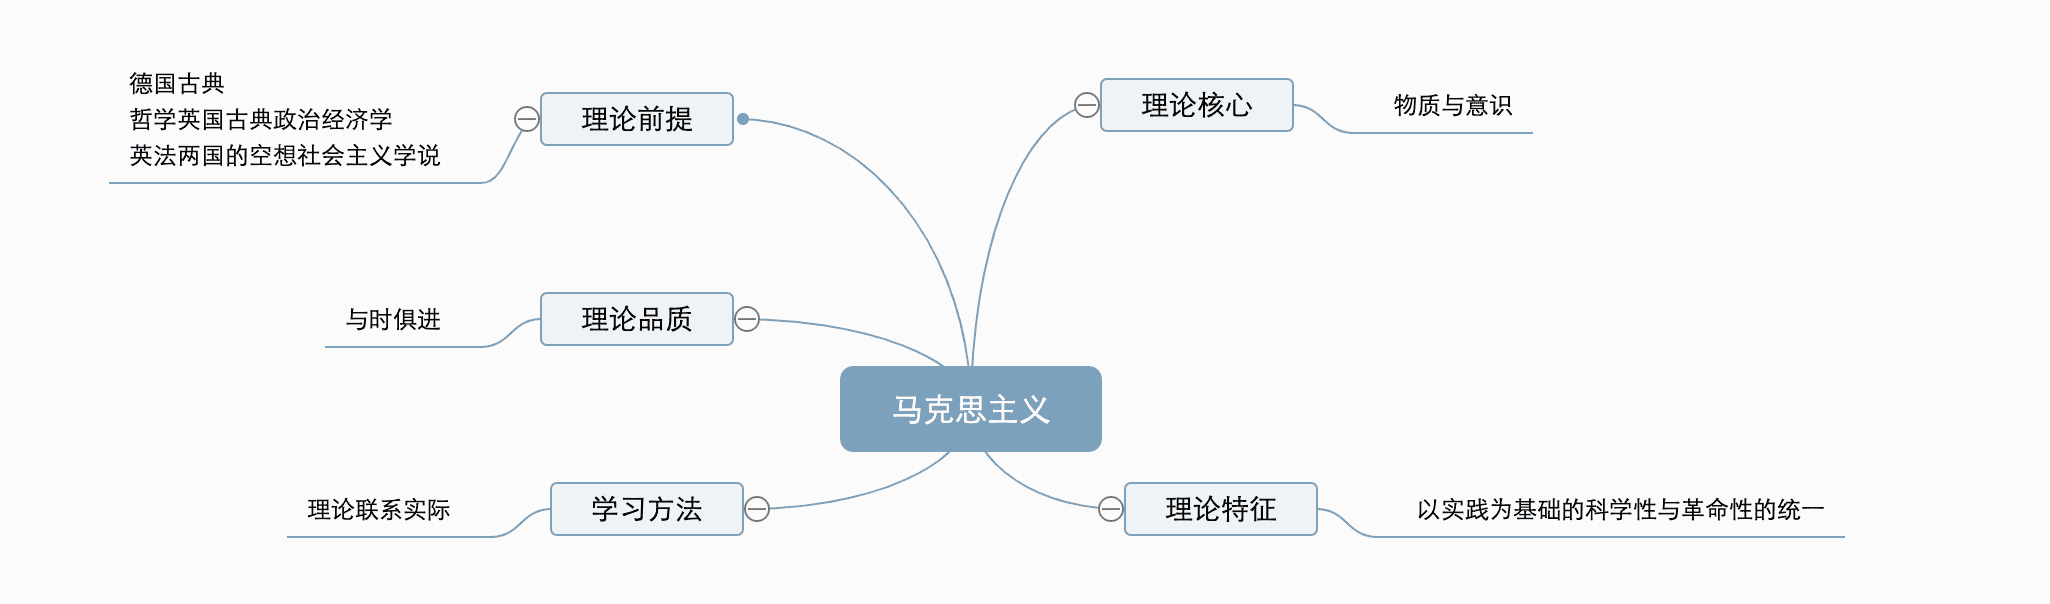 德国古典
哲学英国古典政治经济学
英法两国的空想社会主义学说
理论前提
理论核心
物质与意识
与时俱进
理论品质
马克思主义
理论联系实际
学习方法
理论特征
以实践为基础的科学性与革命性的统一